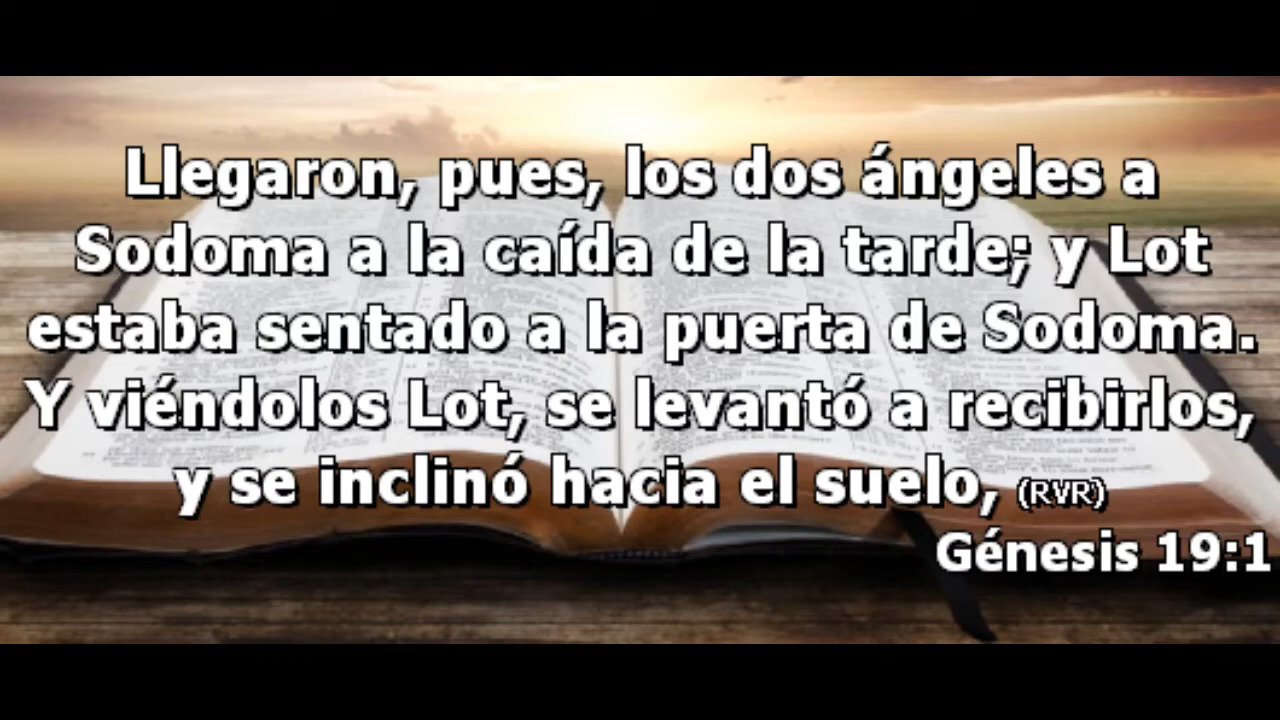 Llegaron, pues, los dos ángeles a
Sodoma a la caída de la tarde; y Lot
estaba sentado a la puerta de Sodoma.
Y viéndolos Lot, se levantó a recibirlos,
y se inclinó hacia el suelo, (RVR)
Génesis 19:1